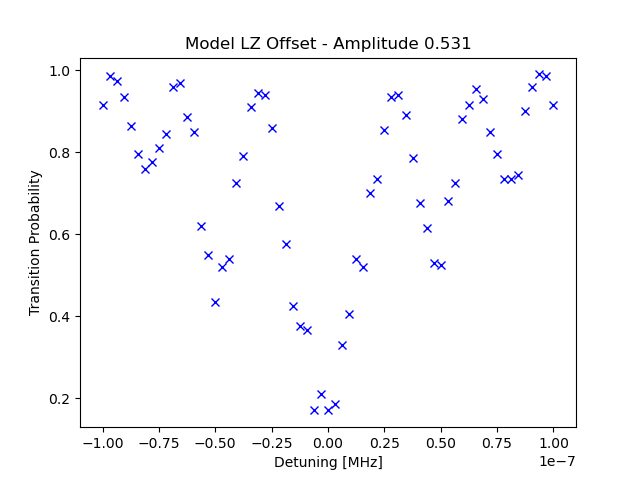 Model LZ Offset - Amplitude 0.531
Transition Probability
1.0
0.8
0.6
0.4
0.2
−1.00 −0.75 −0.50 −0.25 0.00 0.25 0.50 0.75 1.00
1e−7
Detuning [MHz]